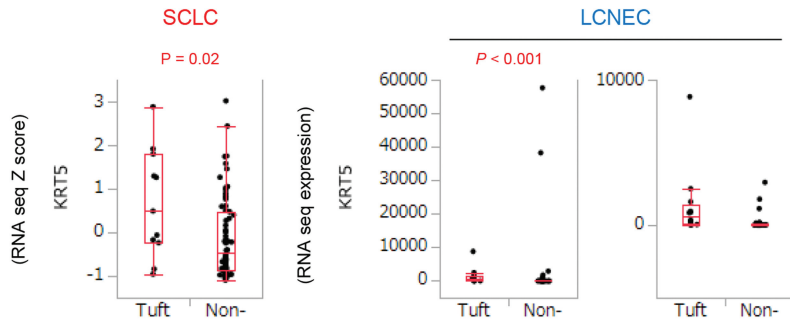 SCLC
LCNEC
P = 0.02
P < 0.001
(RNA seq Z score)
KRT5
3
2
1
0
-1
Tuft
Non-
(RNA seq expression)
KRT5
60000
50000
40000
30000
20000
10000
0
Tuft
Non-
10000
0
Tuft
Non-